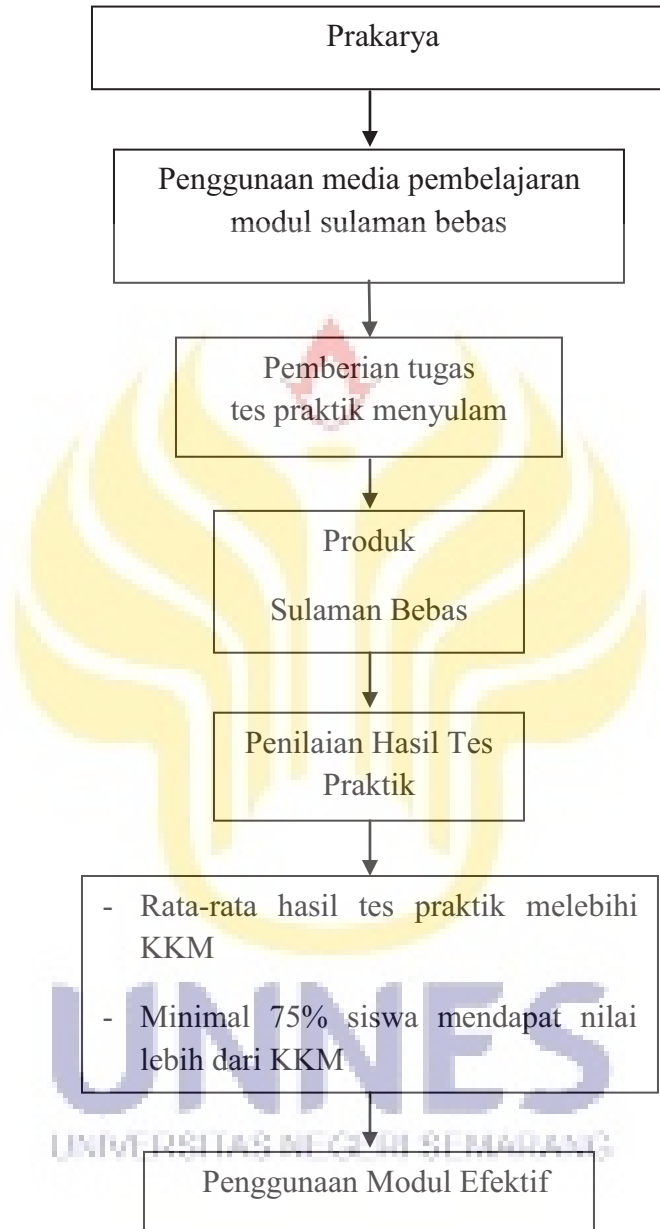 Prakarya
Penggunaan media pembelajaran
modul sulaman bebas
Pemberian tugas
tes praktik menyulam
Produk
Sulaman Bebas
Penilaian Hasil Tes
Praktik
- Rata-rata hasil tes praktik melebihi
KKM
- Minimal 75% siswa mendapat nilai
lebih dari KKM
UNNES
UNIVERSITAS NEGERI SEMARANG
Penggunaan Modul Efektif